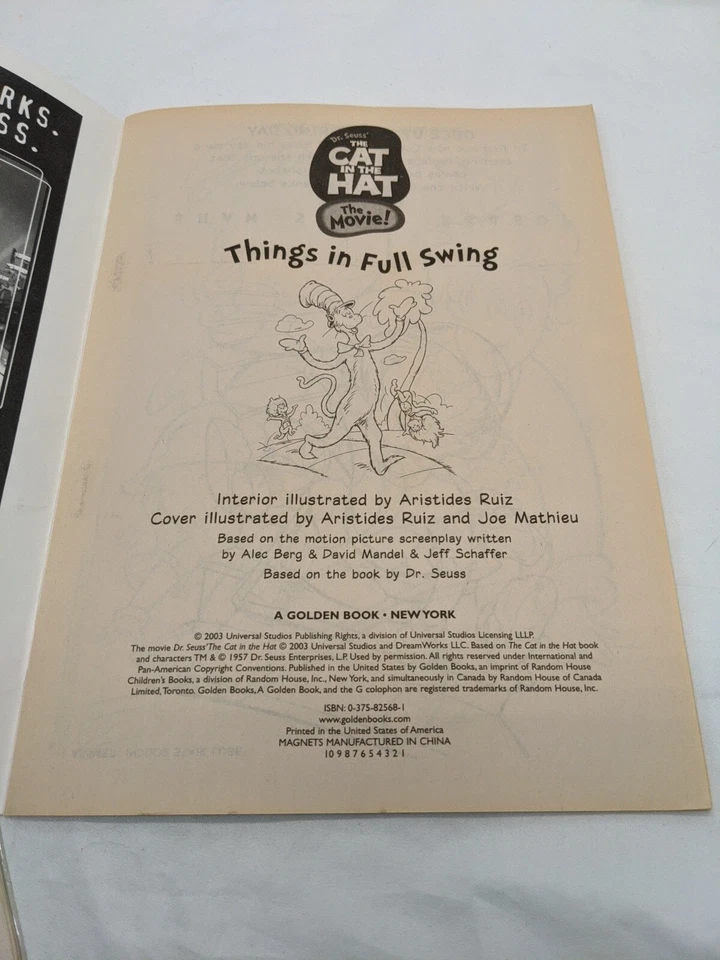 RKS.
SS.
Dr. Seuss'
THE
CAT
IN THE
HAT
The
Movie!
Things in Full Swing
Interior illustrated by Aristides Ruiz
Cover illustrated by Aristides Ruiz and Joe Mathieu
Based on the motion picture screenplay written
by Alec Berg & David Mandel & Jeff Schaffer
Based on the book by Dr. Seuss
A GOLDEN BOOK • NEW YORK
© 2003 Universal Studios Publishing Rights, a division of Universal Studios Licensing LLLP.
The movie Dr. Seuss' The Cat in the Hat © 2003 Universal Studios and DreamWorks LLC. Based on The Cat in the Hat book
and characters TM & © 1957 Dr. Seuss Enterprises, L.P. Used by permission. All rights reserved under International and
Pan-American Copyright Conventions. Published in the United States by Golden Books, an imprint of Random House
Children's Books, a division of Random House, Inc., New York, and simultaneously in Canada by Random House of Canada
Limited, Toronto. Golden Books, A Golden Book, and the G colophon are registered trademarks of Random House, Inc.
ISBN: 0-375-82568-1
www.goldenbooks.com
Printed in the United States of America
MAGNETS MANUFACTURED IN CHINA
10 9 8 7 6 5 4 3 2 1